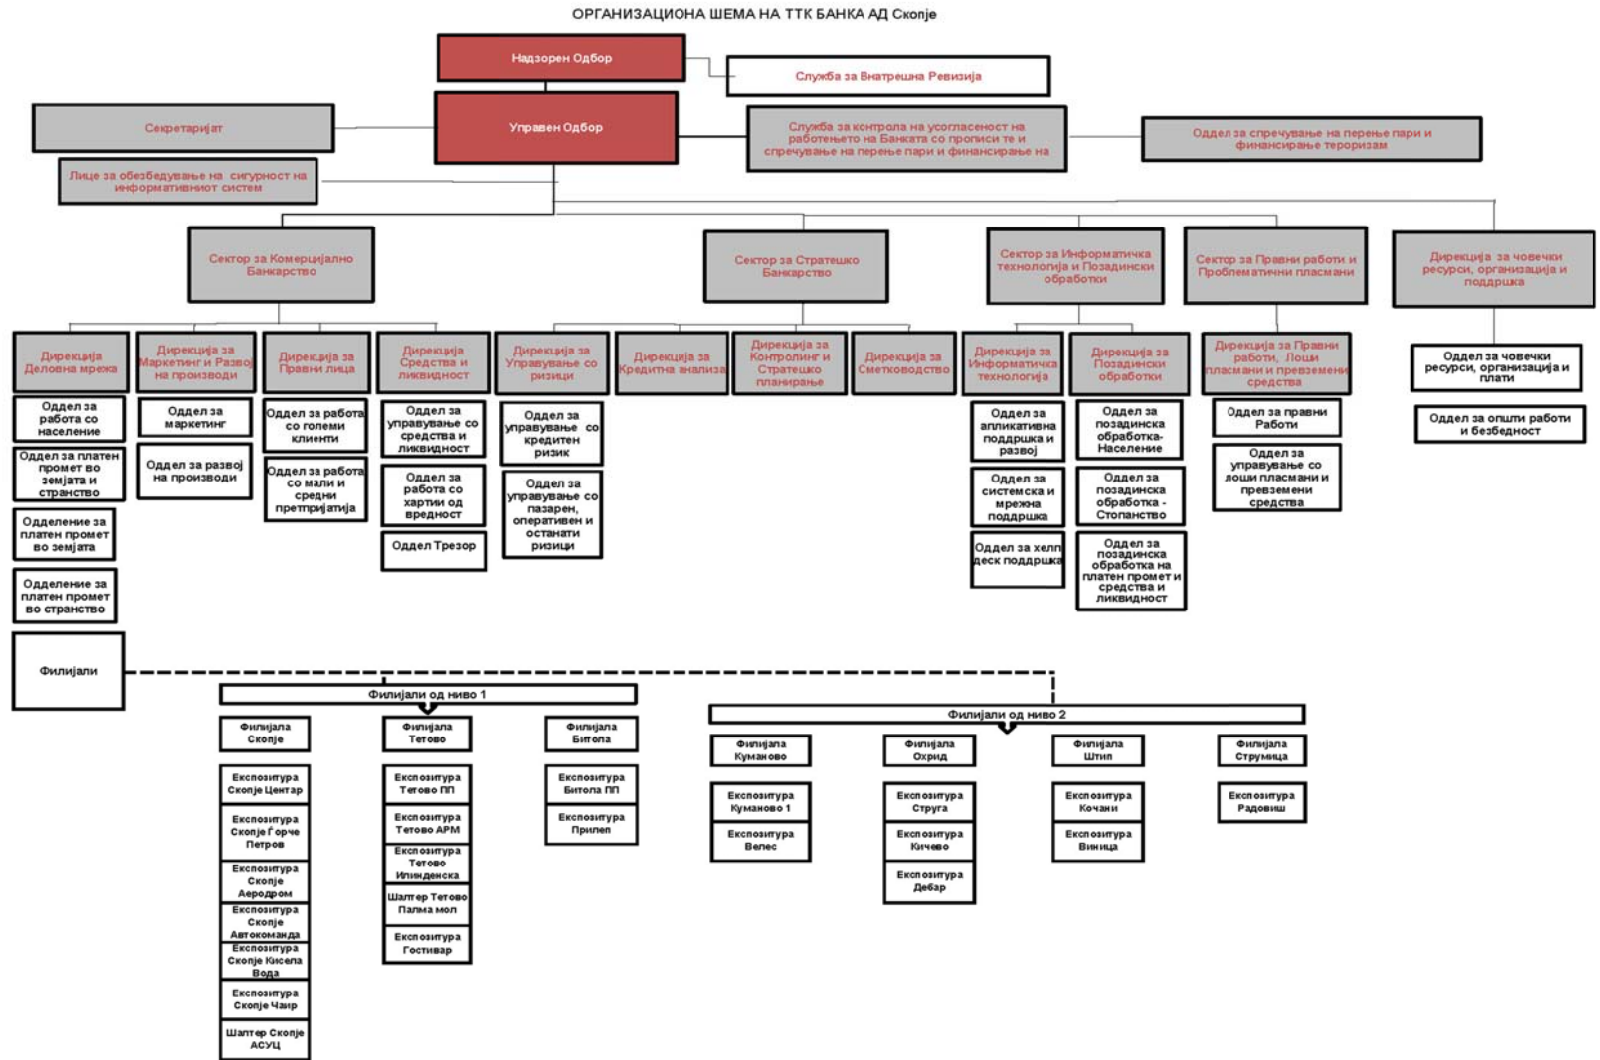 ОРГАНИЗАЦИОНА ШЕМА НА ТТК БАНКА АД Скопје
Надзорен Одбор
Служба за Внатрешна Ревизија
Секретаријат
Управен Одбор
Служба за контрола на усогласеност на
работењето на Банката со прописи те и
спречување на перење пари и финансирање на
Оддел за спречување на перење пари и
финансирање тероризам
Лице за обезбедување на сигурност на
информативниот систем
Сектор за Комерцијално
Банкарство
Сектор за Стратешко
Банкарство
Сектор за Информатичка
технологија и Позадински
обработки
Сектор за Правни работи и
Проблематични пласмани
Дирекција за човечки
ресурси, организација и
поддршка
Дирекција
Деловна мрежа
Дирекција за
Маркетинг и Развој
на производи
Дирекција за
Правни лица
Дирекција
Средства и
ликвидност
Дирекција за
Управување со
ризици
Дирекција за
Кредитна анализа
Дирекција за
Контролинг и
Стратешко
планирање
Дирекција за
Сметководство
Дирекција за
Информатичка
технологија
Дирекција за
Позадински
обработки
Дирекција за Правни
работи, Лоши
пласмани и превземени
средства
Оддел за човечки
ресурси, организација и
плати
Оддел за општи работи
и безбедност
Оддел за
работа со
население
Оддел за платен
промет во
земјата и
странство
Одделение за
платен промет
во земјата
Одделение за
платен промет
во странство
Филијали
Оддел за
маркетинг
Оддел за развој
на производи
Оддел за работа
со големи
клиенти
Оддел за работа
со мали и
средни
претпријатија
Оддел за
управување со
средства и
ликвидност
Оддел за
работа со
хартии од
вредност
Оддел Трезор
Оддел за
управување со
кредитен
ризик
Оддел за
управување со
пазарен,
оперативен и
останати
ризици
Оддел за
апликативна
поддршка и
развој
Оддел за
системска и
мрежна
поддршка
Оддел за хелп
деск поддршка
Оддел за
позадинска
обработка-
Население
Оддел за
позадинска
обработка -
Стопанство
Оддел за
позадинска
обработка на
платен промет и
средства и
ликвидност
Оддел за правни
Работи
Оддел за
управување со
лоши пласмани и
превземени
средства
Филијали од ниво 1
Филијала
Скопје
Експозитура
Скопје Центар
Експозитура
Скопје Ѓорче
Петров
Експозитура
Скопје
Аеродром
Експозитура
Скопје
Автокоманда
Експозитура
Скопје Кисела
Вода
Експозитура
Скопје Чаир
Шалтер Скопје
АСУЦ
Филијала
Тетово
Експозитура
Тетово ПП
Експозитура
Тетово АРМ
Експозитура
Тетово
Илинденска
Шалтер Тетово
Палма мол
Експозитура
Гостивар
Филијала
Битола
Експозитура
Битола ПП
Експозитура
Прилеп
Филијали од ниво 2
Филијала
Куманово
Експозитура
Куманово 1
Експозитура
Велес
Филијала
Охрид
Експозитура
Струга
Експозитура
Кичево
Експозитура
Дебар
Филијала
Штип
Експозитура
Кочани
Експозитура
Виница
Филијала
Струмица
Експозитура
Радовиш